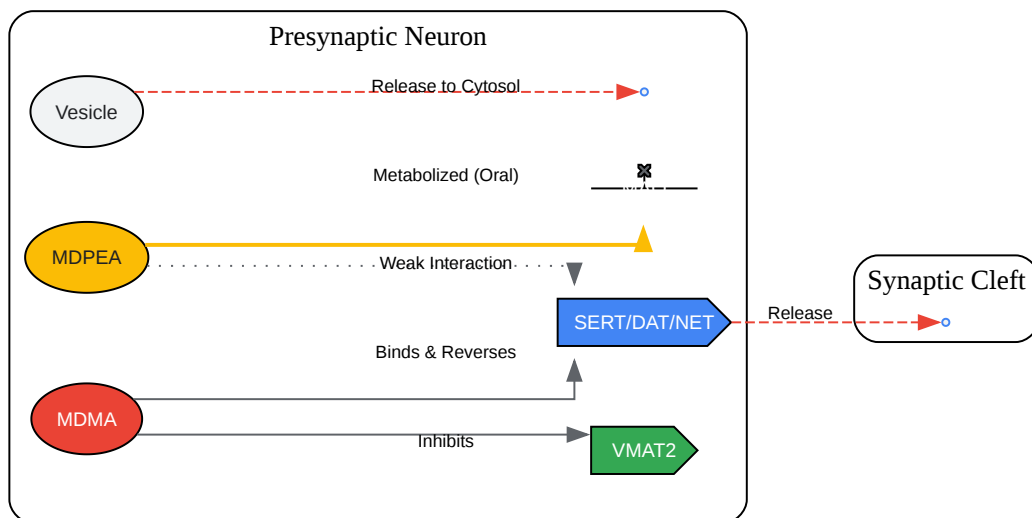 Presynaptic Neuron
Release to Cytosol
Vesicle
Metabolized (Oral)
MDPEA
Weak Interaction
Synaptic Cleft
SERT/DAT/NET
Release
Binds & Reverses
MDMA
Inhibits
VMAT2